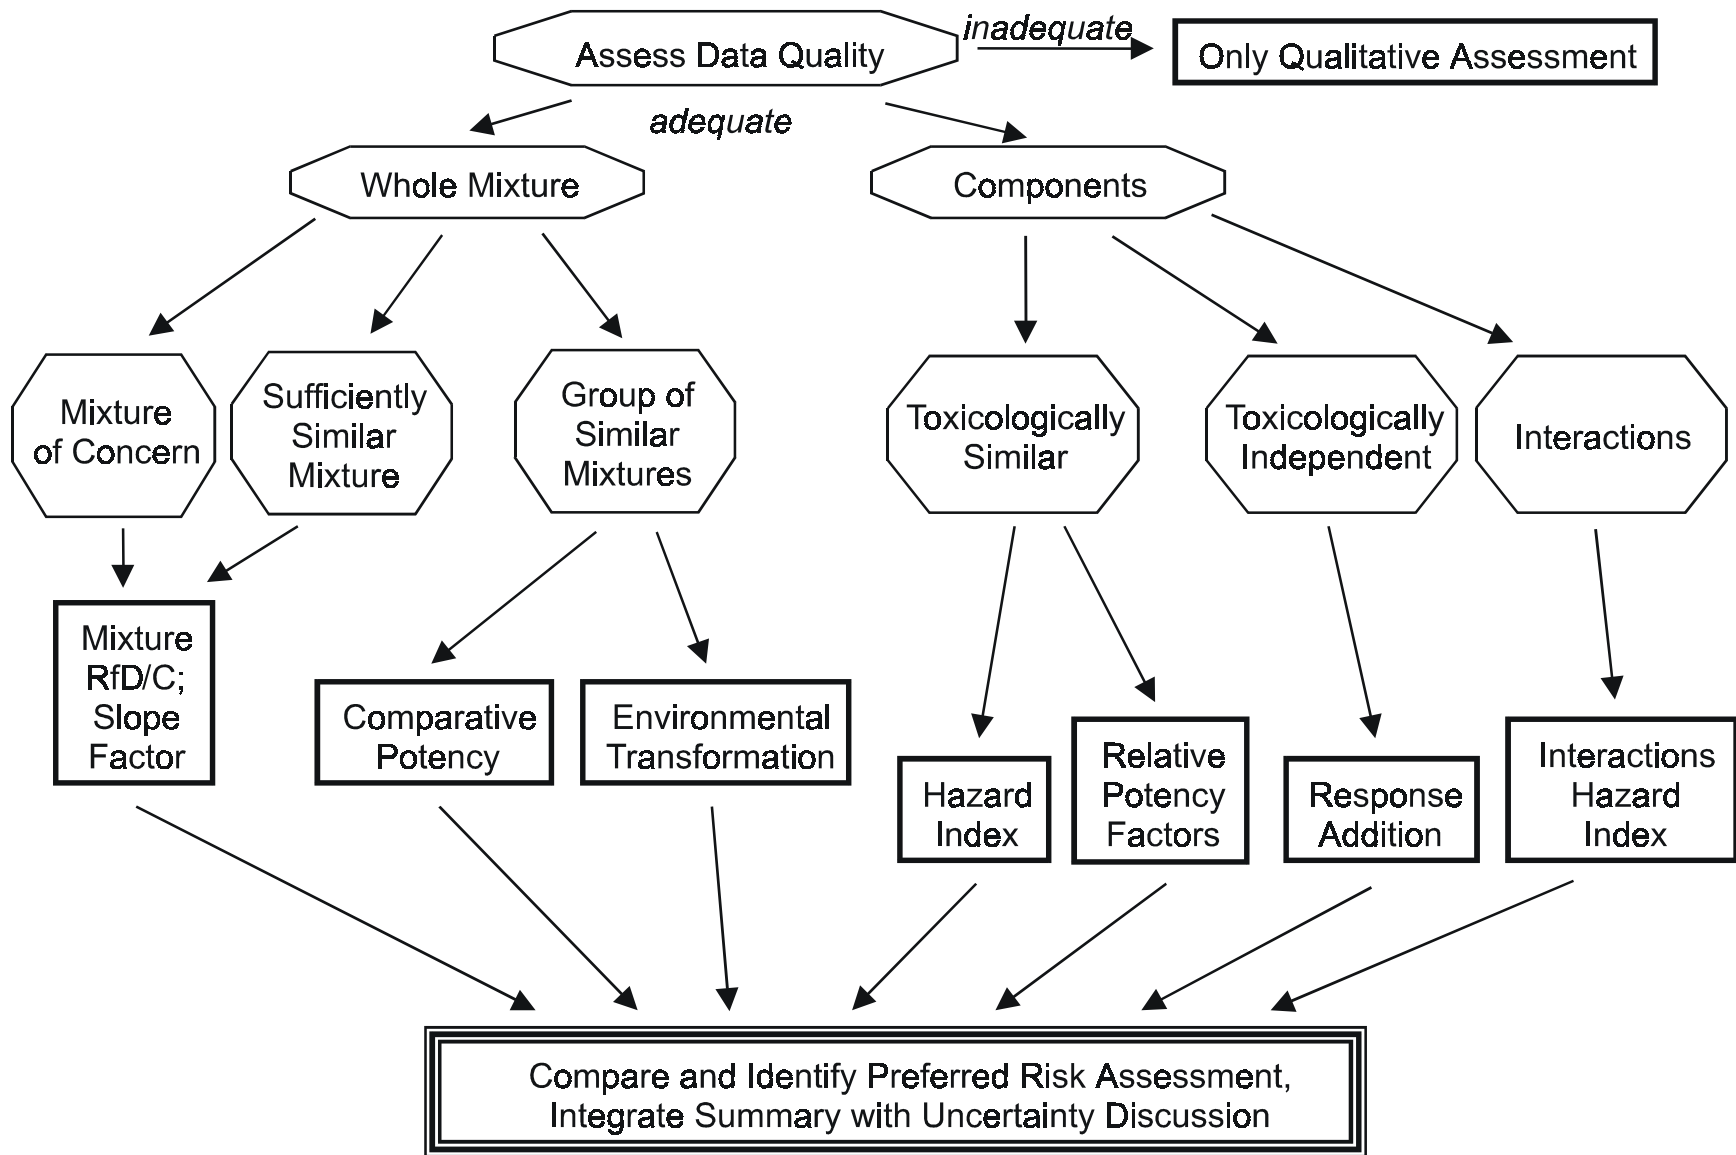 Assess Data Quality
inadequate
Only Qualitative Assessment
adequate
Whole Mixture
Components
Mixture
of Concern
Sufficiently
Similar
Mixture
Group of
Similar
Mixtures
Toxicologically
Similar
Toxicologically
Independent
Interactions
Mixture
RfD/C;
Slope
Factor
Comparative
Potency
Environmental
Transformation
Hazard
Index
Relative
Potency
Factors
Response
Addition
Interactions
Hazard
Index
Compare and Identify Preferred Risk Assessment,
Integrate Summary with Uncertainty Discussion